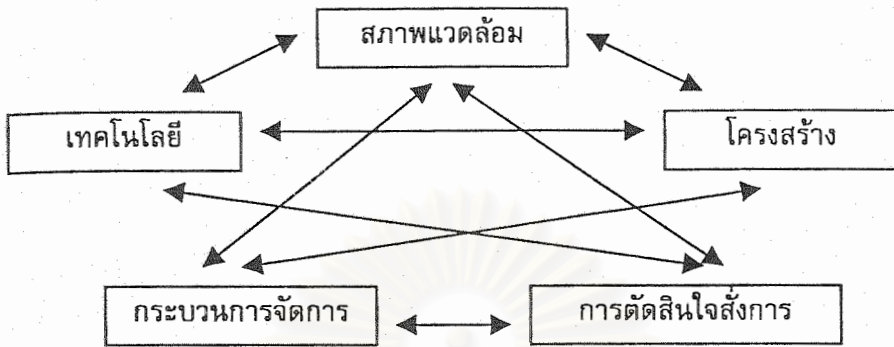 สภาพแวดล้อม
เทคโนโลยี
โครงสร้าง
กระบวนการจัดการ
การตัดสินใจสั่งการ